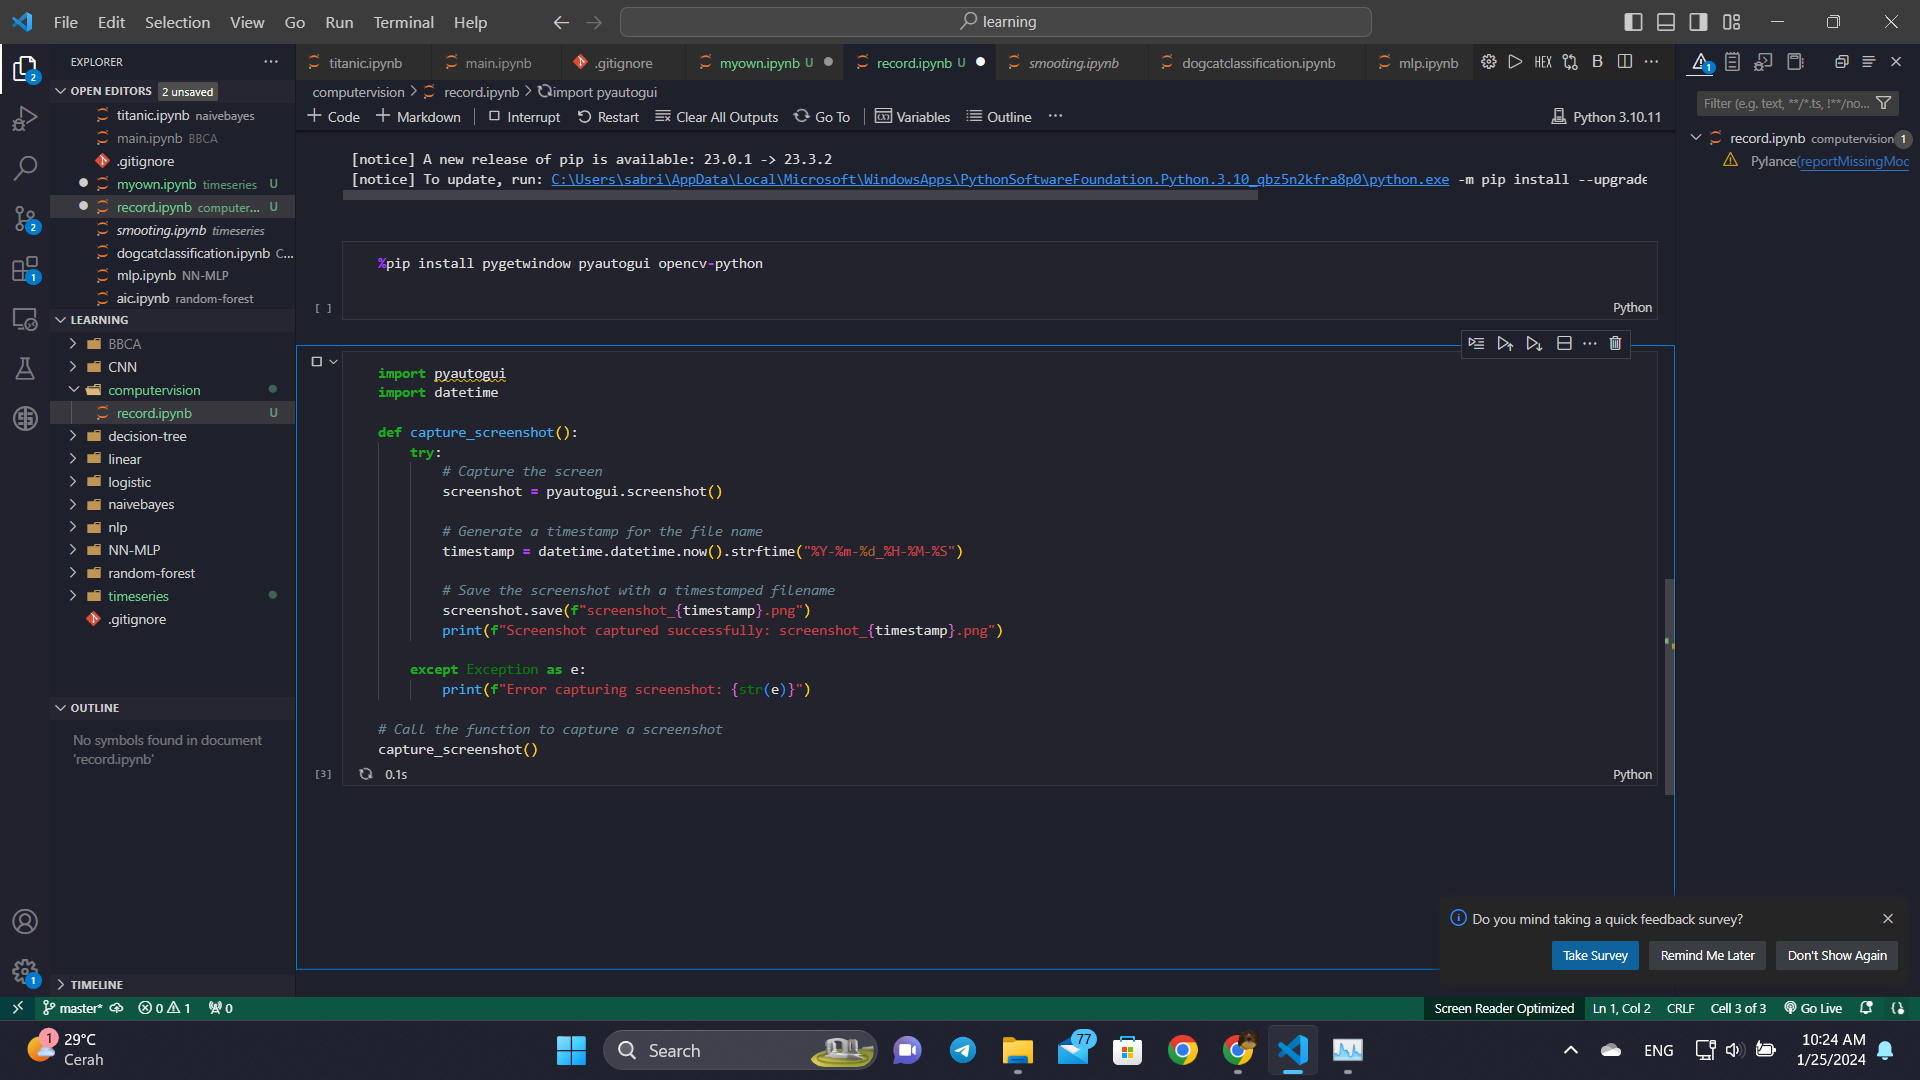 File Edit Selection View Go Run Terminal Help
learning
EXPLORER
OPEN EDITORS 2 unsaved
titanic.ipynb naivebayes
main.ipynb BBCA
.gitignore
myown.ipynb timeseries U
record.ipynb computer... U
smooting.ipynb timeseries
dogcatclassification.ipynb C...
mlp.ipynb NN-MLP
aic.ipynb random-forest
LEARNING
BBCA
CNN
computervision
record.ipynb U
decision-tree
linear
logistic
naivebayes
nlp
NN-MLP
random-forest
timeseries
.gitignore
OUTLINE
No symbols found in document
'record.ipynb'
TIMELINE
2
2
1
1
titanic.ipynb main.ipynb .gitignore myown.ipynb U record.ipynb U smooting.ipynb dogcatclassification.ipynb mlp.ipynb HEX B
computervision > record.ipynb > import pyautogui
Code Markdown Interrupt Restart Clear All Outputs Go To Variables Outline Python 3.10.11
[notice] A new release of pip is available: 23.0.1 -> 23.3.2
[notice] To update, run: C:\Users\sabri\AppData\Local\Microsoft\WindowsApps\PythonSoftwareFoundation.Python.3.10_qbz5n2kfra8p0\python.exe -m pip install --upgrade
%pip install pygetwindow pyautogui opencv-python
[ ] Python
import pyautogui
import datetime
def capture_screenshot():
try:
# Capture the screen
screenshot = pyautogui.screenshot()
# Generate a timestamp for the file name
timestamp = datetime.datetime.now().strftime("%Y-%m-%d_%H-%M-%S")
# Save the screenshot with a timestamped filename
screenshot.save(f"screenshot_{timestamp}.png")
print(f"Screenshot captured successfully: screenshot_{timestamp}.png")
except Exception as e:
print(f"Error capturing screenshot: {str(e)}")
# Call the function to capture a screenshot
capture_screenshot()
[3] 0.1s Python
1
Filter (e.g. text, **/*.ts, !**/no...
record.ipynb computervision 1
Pylance(reportMissingMoc
Do you mind taking a quick feedback survey?
Take Survey Remind Me Later Don't Show Again
master* 0 1 0
Screen Reader Optimized Ln 1, Col 2 CRLF Cell 3 of 3 Go Live
1 29°C
Cerah
Search
77
ENG
10:24 AM
1/25/2024